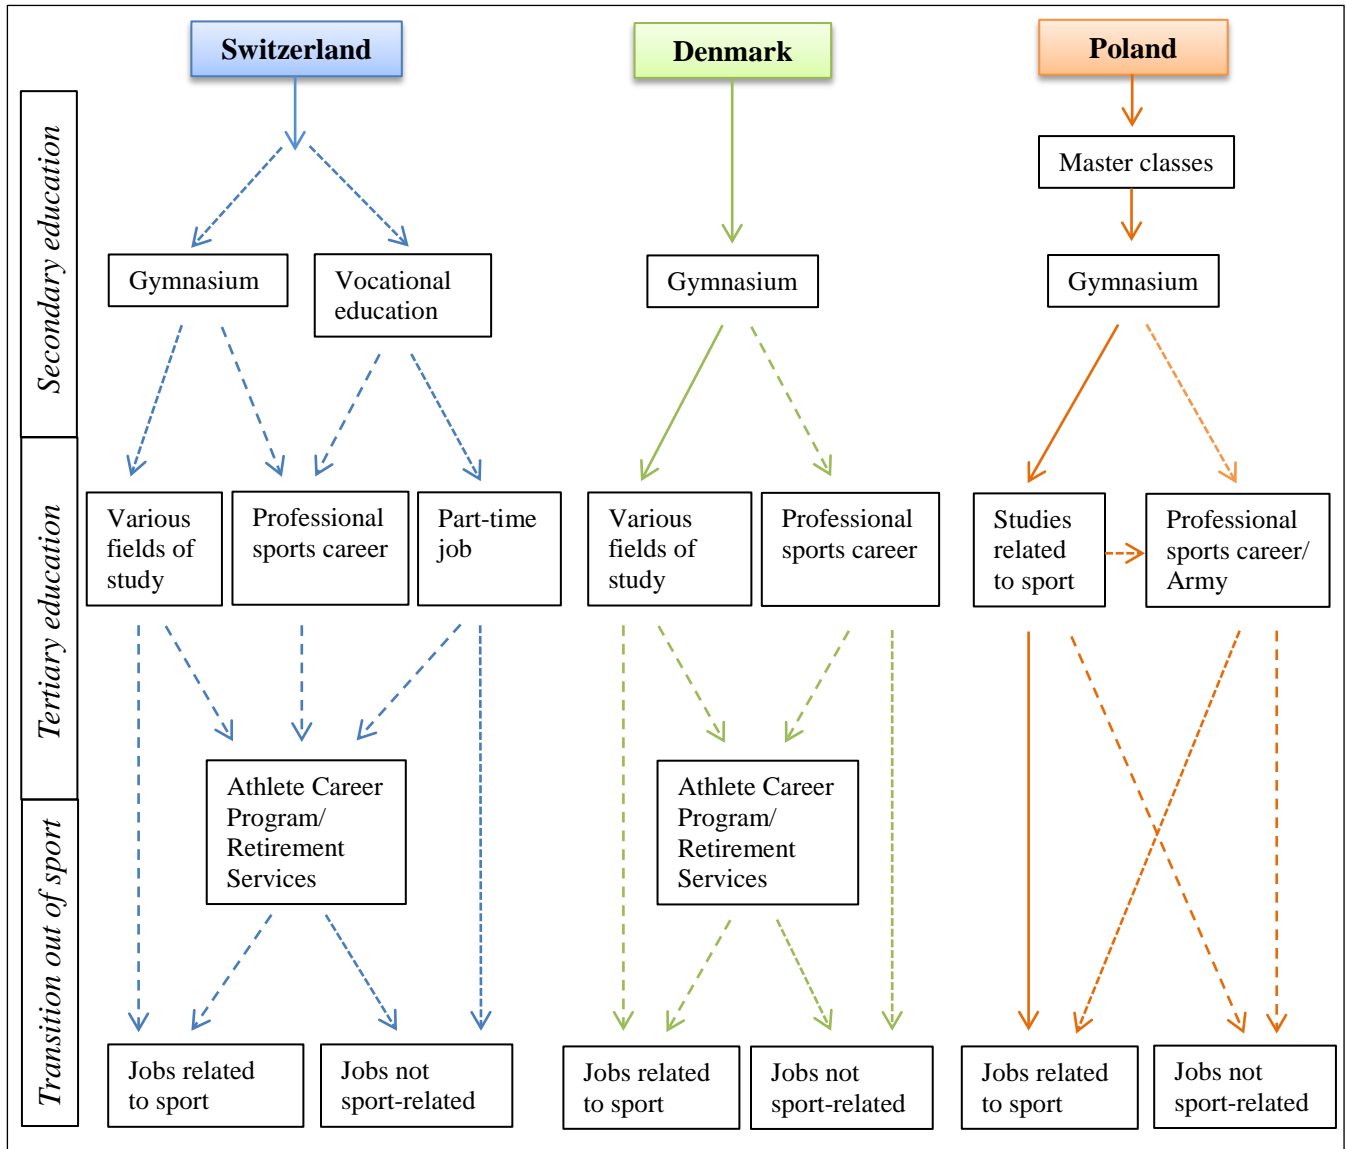 Switzerland
Denmark
Poland
Secondary education
Master classes
Gymnasium
Vocational
education
Gymnasium
Gymnasium
Tertiary education
Various
fields of
study
Professional
sports career
Part-time
job
Various
fields of
study
Professional
sports career
Studies
related
to sport
Professional
sports career/
Army
Athlete Career
Program/
Retirement
Services
Athlete Career
Program/
Retirement
Services
Transition out of sport
Jobs related
to sport
Jobs not
sport-related
Jobs related
to sport
Jobs not
sport-related
Jobs related
to sport
Jobs not
sport-related